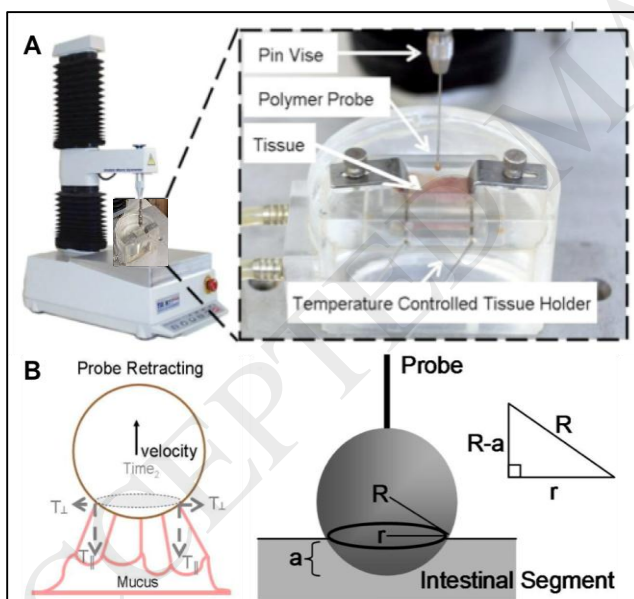 A
Pin Vise
Polymer Probe
Tissue
Temperature Controlled Tissue Holder
B
Probe Retracting
velocity
Time₂
T⊥
T⊥
T∥
T∥
Mucus
Probe
R
r
a
Intestinal Segment
R-a
R
r